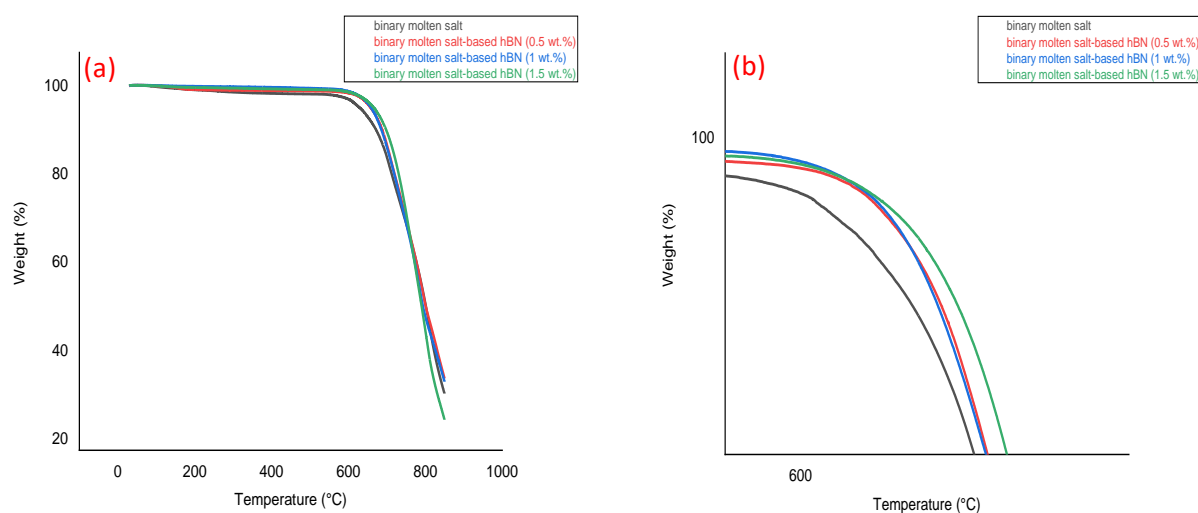 binary molten salt
binary molten salt-based hBN (0.5 wt.%)
binary molten salt-based hBN (1 wt.%)
binary molten salt-based hBN (1.5 wt.%)
(a)
100
80
60
40
20
Weight (%)
0 200 400 600 800 1000
Temperature (°C)
binary molten salt
binary molten salt-based hBN (0.5 wt.%)
binary molten salt-based hBN (1 wt.%)
binary molten salt-based hBN (1.5 wt.%)
(b)
100
Weight (%)
600
Temperature (°C)